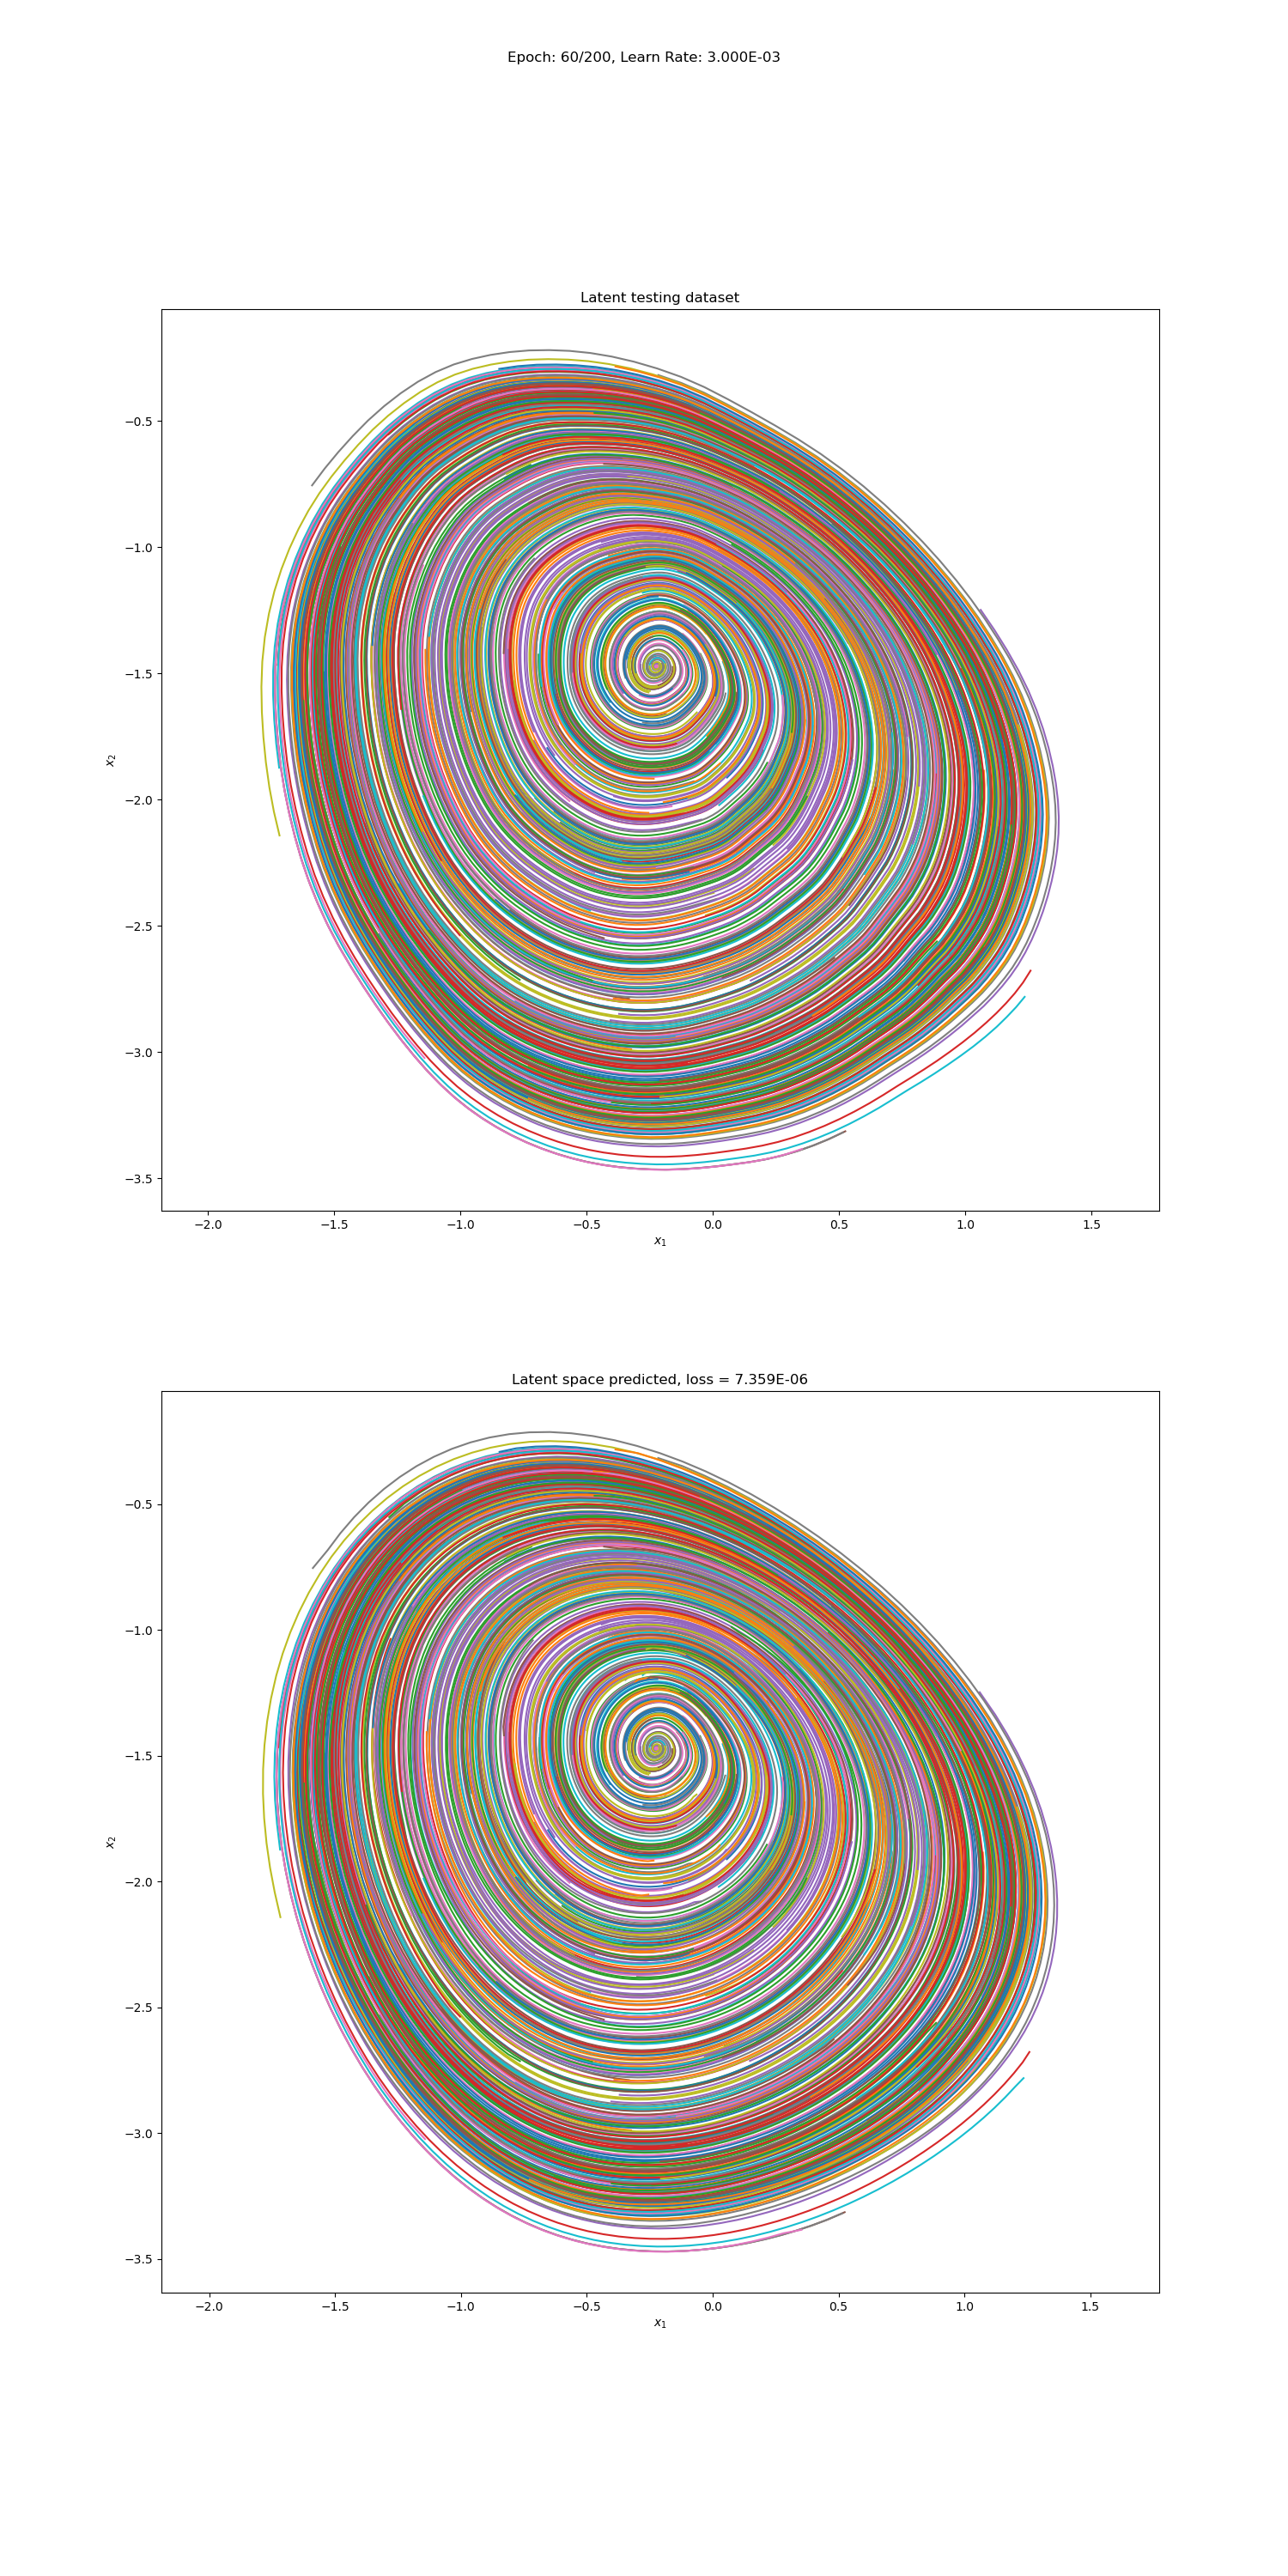 Epoch: 60/200, Learn Rate: 3.000E-03
Latent testing dataset
−0.5
−1.0
−1.5
−2.0
−2.5
−3.0
−3.5
x₂
−2.0 −1.5 −1.0 −0.5 0.0 0.5 1.0 1.5
x₁
Latent space predicted, loss = 7.359E-06
−0.5
−1.0
−1.5
−2.0
−2.5
−3.0
−3.5
x₂
−2.0 −1.5 −1.0 −0.5 0.0 0.5 1.0 1.5
x₁